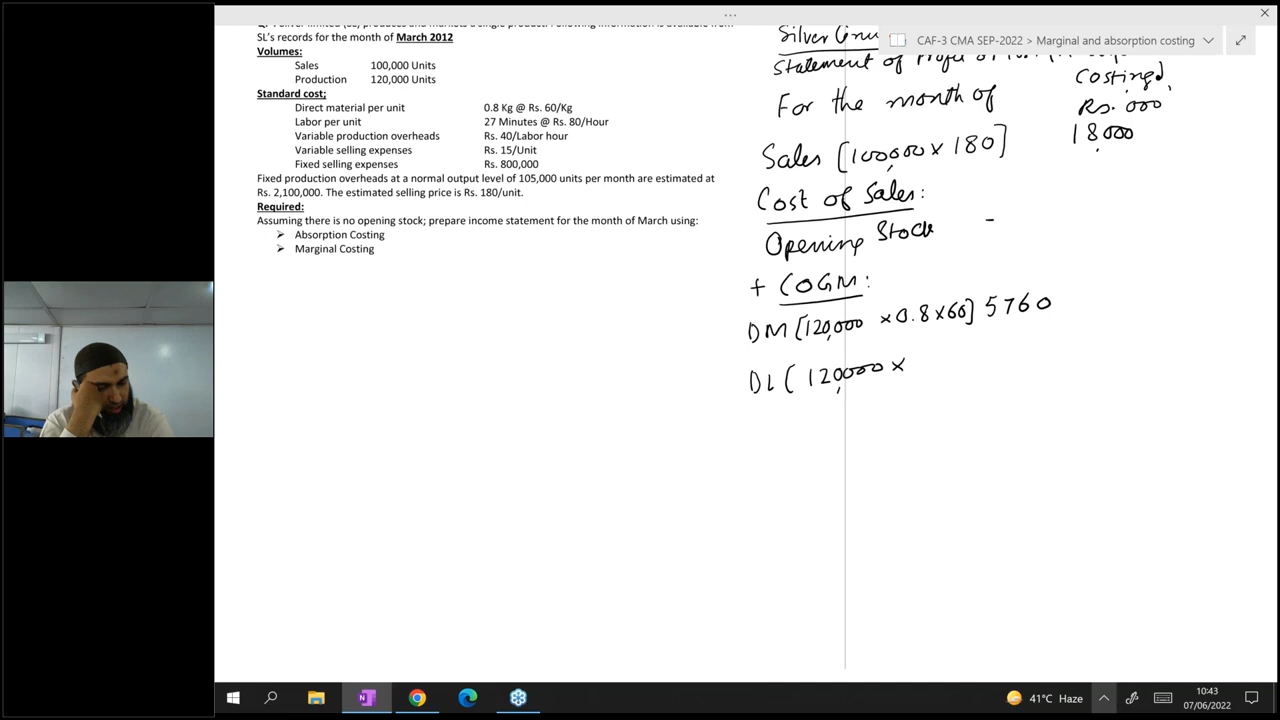 SL's records for the month of March 2012
Volumes:
Sales 100,000 Units
Production 120,000 Units
Standard cost;
Direct material per unit 0.8 Kg @ Rs. 60/Kg
Labor per unit 27 Minutes @ Rs. 80/Hour
Variable production overheads Rs. 40/Labor hour
Variable selling expenses Rs. 15/Unit
Fixed selling expenses Rs. 800,000
Fixed production overheads at a normal output level of 105,000 units per month are estimated at
Rs. 2,100,000. The estimated selling price is Rs. 180/unit.
Required:
Assuming there is no opening stock; prepare income statement for the month of March using:
➢ Absorption Costing
➢ Marginal Costing
CAF-3 CMA SEP-2022 > Marginal and absorption costing
Silver
Statement of Profit or
Costing
For the month of
Rs. 000
Sales [100,000 x 180] 18,000
Cost of Sales:
Opening Stock -
+ COGM:
DM [120,000 x 0.8 x 60] 5760
DL [120,000 x
41°C Haze
10:43
07/06/2022